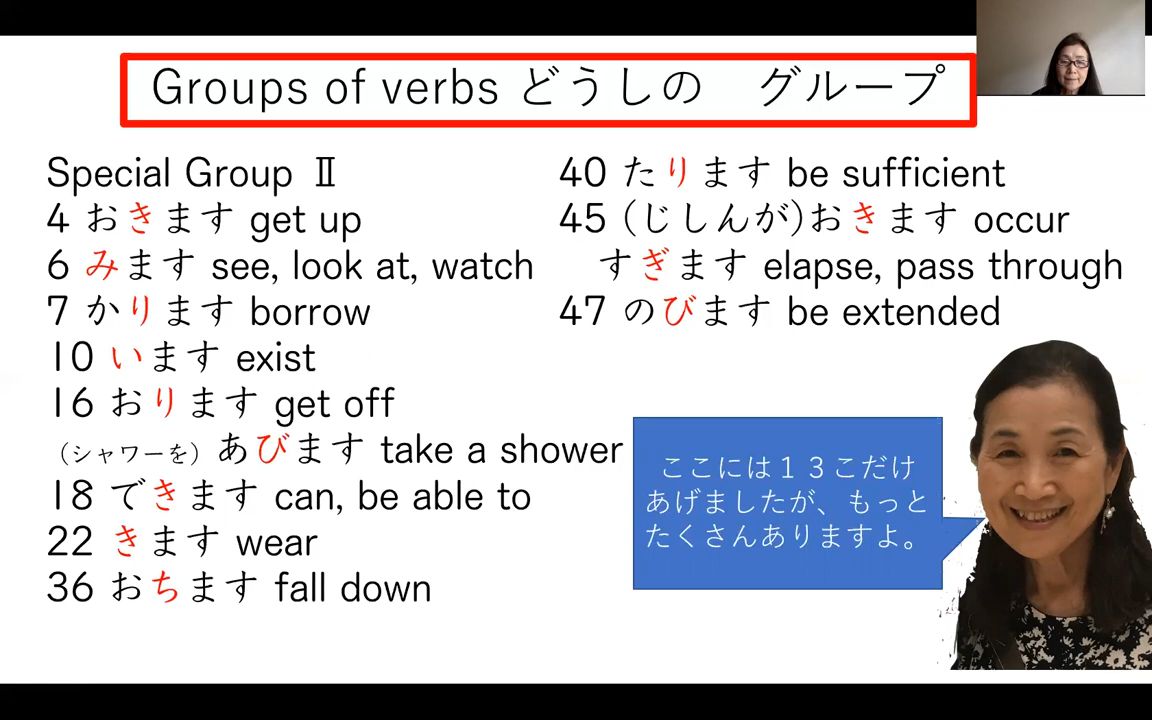 Groups of verbs どうしの　グループ
Special Group Ⅱ
4 おきます get up
6 みます see, look at, watch
7 かります borrow
10 います exist
16 おります get off
（シャワーを）あびます take a shower
18 できます can, be able to
22 きます wear
36 おちます fall down
40 たります be sufficient
45 (じしんが)おきます occur
すぎます elapse, pass through
47 のびます be extended
ここには１３こだけ
あげましたが、もっと
たくさんありますよ。